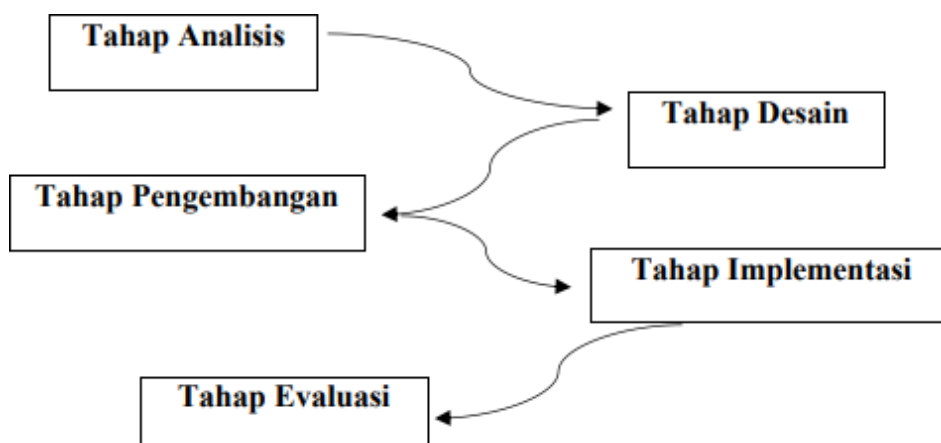 Tahap Analisis
Tahap Desain
Tahap Pengembangan
Tahap Implementasi
Tahap Evaluasi